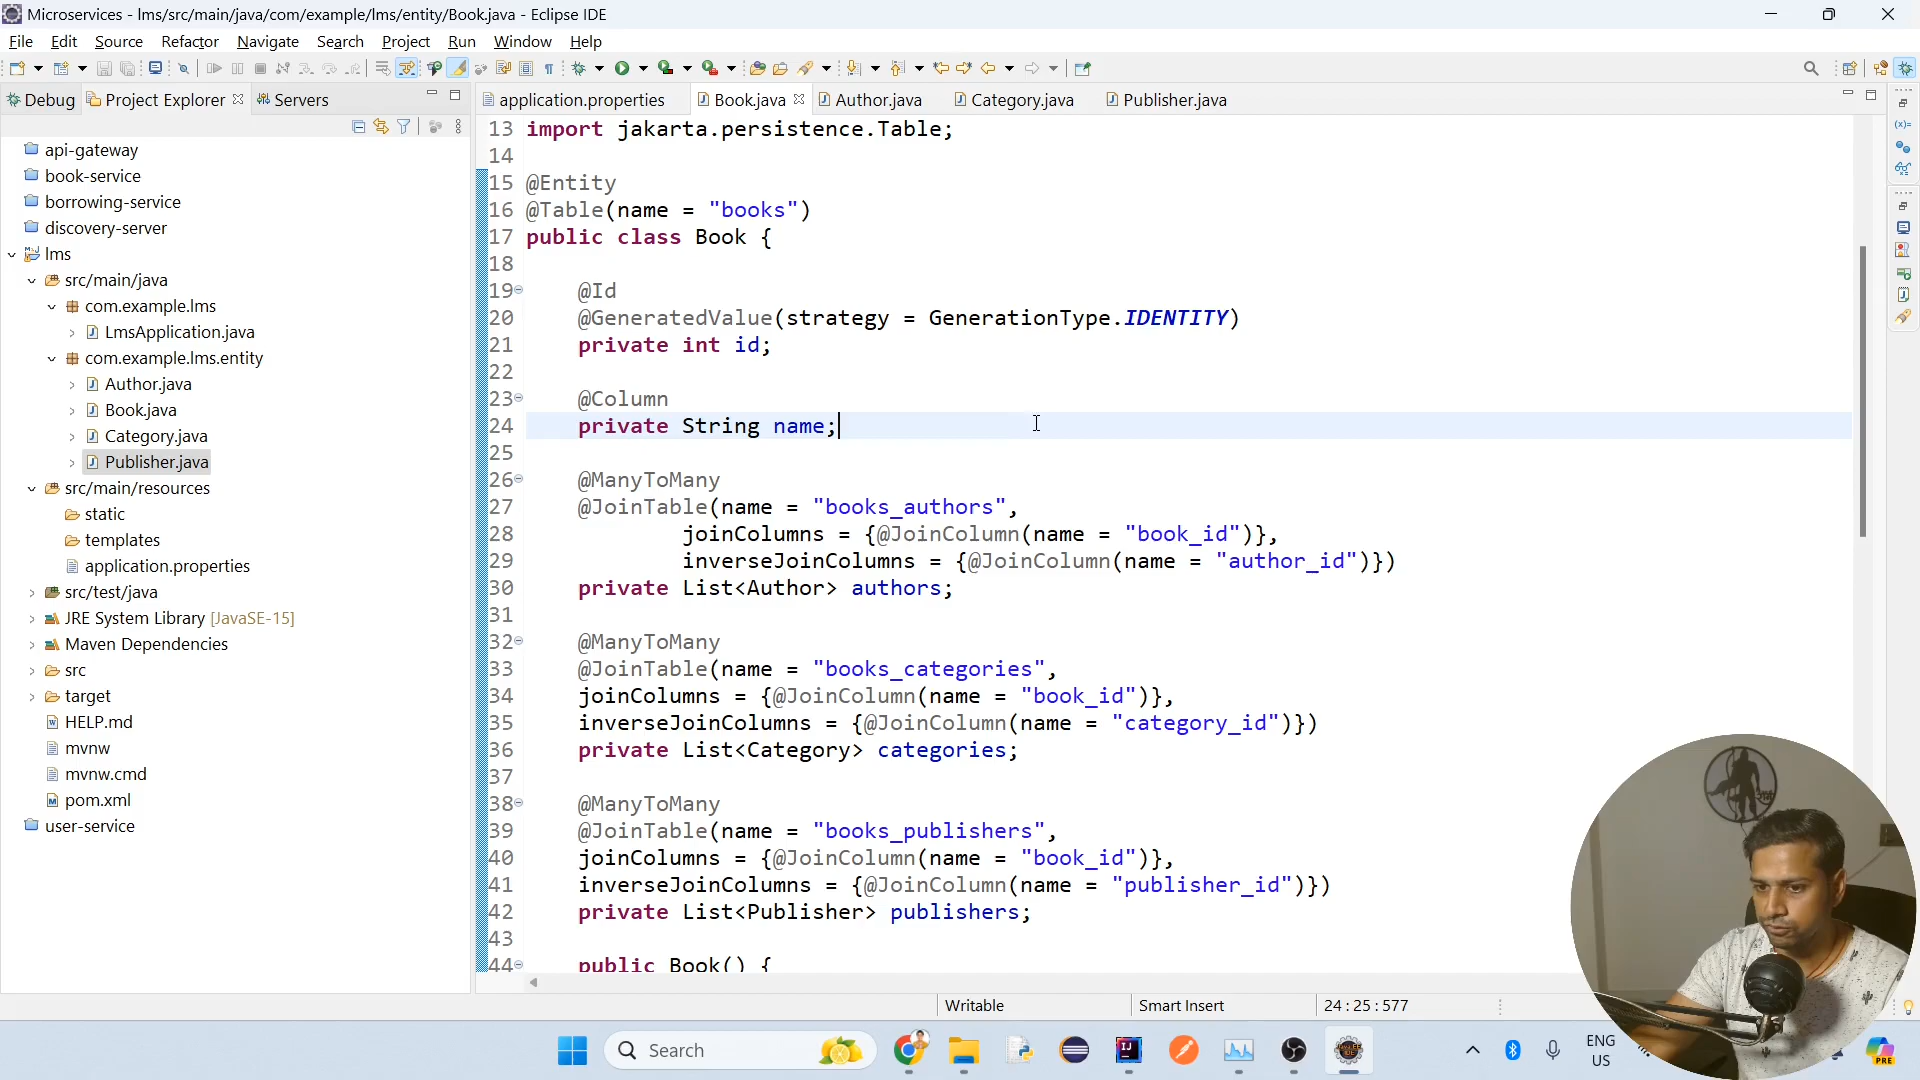 Microservices - lms/src/main/java/com/example/lms/entity/Book.java - Eclipse IDE
File Edit Source Refactor Navigate Search Project Run Window Help
Debug Project Explorer Servers
application.properties Book.java Author.java Category.java Publisher.java
api-gateway
book-service
borrowing-service
discovery-server
lms
src/main/java
com.example.lms
LmsApplication.java
com.example.lms.entity
Author.java
Book.java
Category.java
Publisher.java
src/main/resources
static
templates
application.properties
src/test/java
JRE System Library [JavaSE-15]
Maven Dependencies
src
target
HELP.md
mvnw
mvnw.cmd
pom.xml
user-service
13 import jakarta.persistence.Table;
14
15 @Entity
16 @Table(name = "books")
17 public class Book {
18
19 @Id
20 @GeneratedValue(strategy = GenerationType.IDENTITY)
21 private int id;
22
23 @Column
24 private String name;
25
26 @ManyToMany
27 @JoinTable(name = "books_authors",
28 joinColumns = {@JoinColumn(name = "book_id")},
29 inverseJoinColumns = {@JoinColumn(name = "author_id")})
30 private List<Author> authors;
31
32 @ManyToMany
33 @JoinTable(name = "books_categories",
34 joinColumns = {@JoinColumn(name = "book_id")},
35 inverseJoinColumns = {@JoinColumn(name = "category_id")})
36 private List<Category> categories;
37
38 @ManyToMany
39 @JoinTable(name = "books_publishers",
40 joinColumns = {@JoinColumn(name = "book_id")},
41 inverseJoinColumns = {@JoinColumn(name = "publisher_id")})
42 private List<Publisher> publishers;
43
44 public Book() {
Writable Smart Insert 24 : 25 : 577
Search
ENG
US
PRE